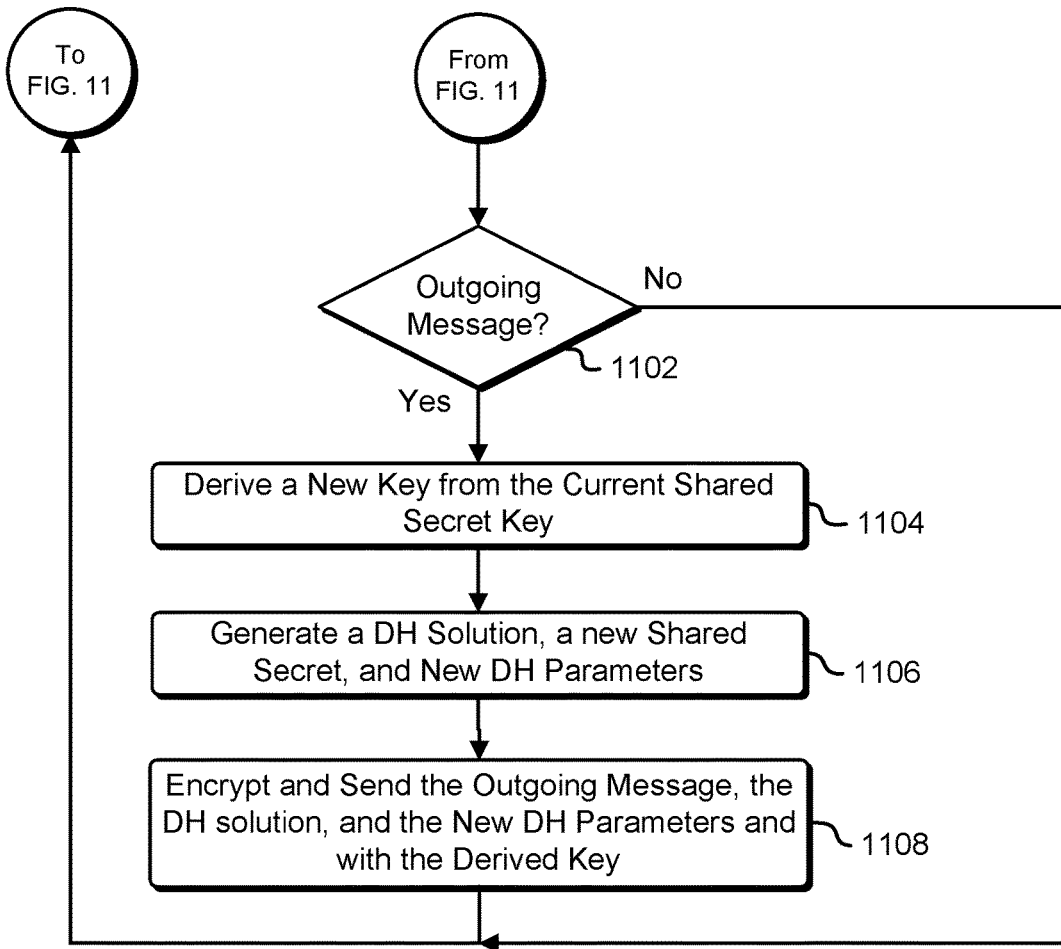 To
FIG. 11
From
FIG. 11
Outgoing
Message?
No
1102
Yes
Derive a New Key from the Current Shared
Secret Key
1104
Generate a DH Solution, a new Shared
Secret, and New DH Parameters
1106
Encrypt and Send the Outgoing Message, the
DH solution, and the New DH Parameters and
with the Derived Key
1108